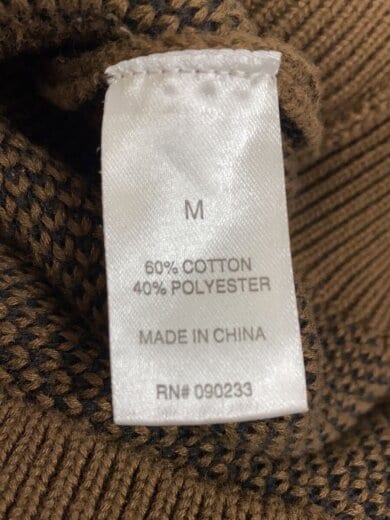 M
60% COTTON
40% POLYESTER
MADE IN CHINA
RN# 090233